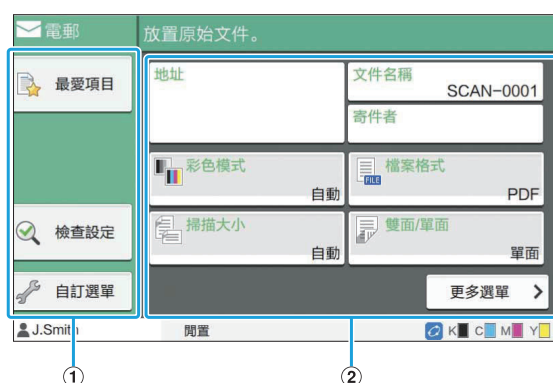 電郵
放置原始文件。
最愛項目
檢查設定
自訂選單
地址
文件名稱
SCAN-0001
寄件者
彩色模式
自動
檔案格式
FILE
PDF
掃描大小
自動
雙面/單面
單面
更多選單
J.Smith 閒置 K C M Y
1 2